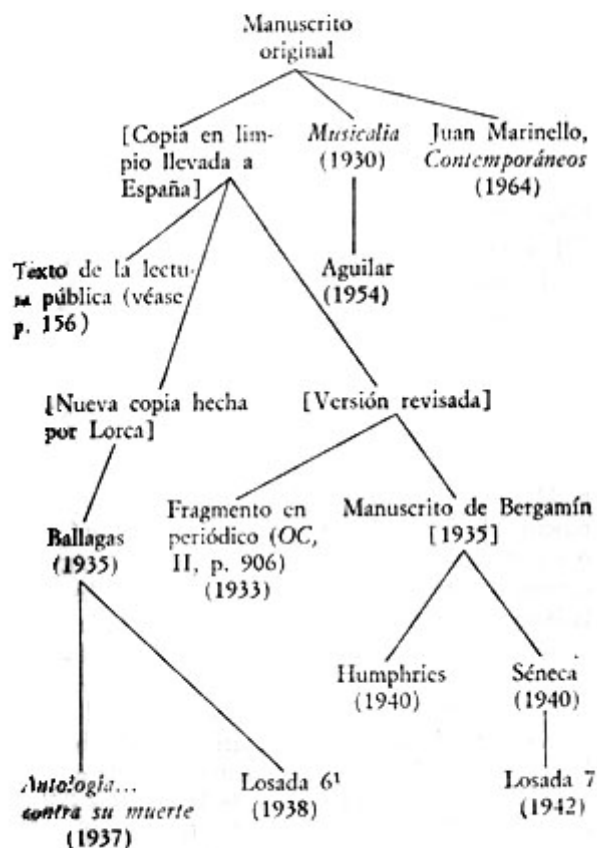 Manuscrito
original
[Copia en lim-
pio llevada a
España]
Musicalia
(1930)
Juan Marinello,
Contemporáneos
(1964)
Texto de la lectu-
ra pública (véase
p. 156)
Aguilar
(1954)
[Nueva copia hecha
por Lorca]
[Versión revisada]
Ballagas
(1935)
Fragmento en
periódico (OC,
II, p. 906)
(1933)
Manuscrito de Bergamín
[1935]
Humphries
(1940)
Séneca
(1940)
Antología...
contra su muerte
(1937)
Losada 6¹
(1938)
Losada 7
(1942)